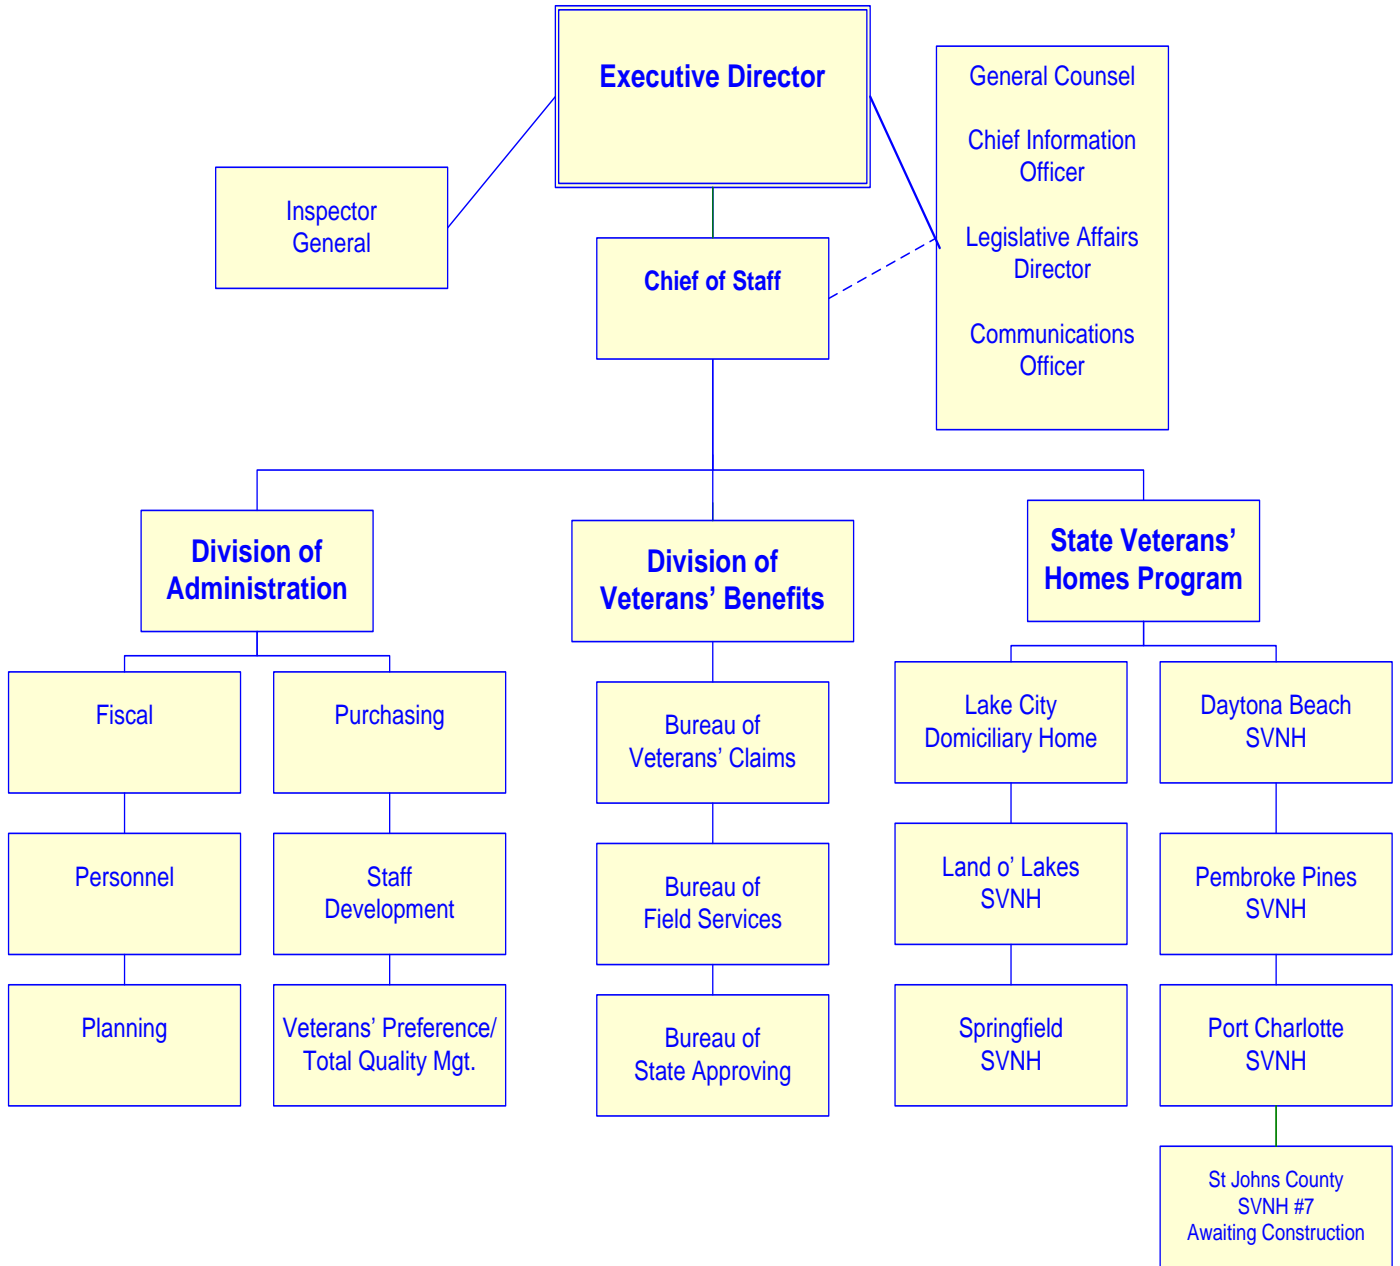 Executive Director
General Counsel
Chief Information
Officer
Legislative Affairs
Director
Communications
Officer
Inspector
General
Chief of Staff
Division of
Administration
Division of
Veterans’ Benefits
State Veterans’
Homes Program
Fiscal
Personnel
Planning
Purchasing
Staff
Development
Veterans’ Preference/
Total Quality Mgt.
Bureau of
Veterans’ Claims
Bureau of
Field Services
Bureau of
State Approving
Lake City
Domiciliary Home
Land o’ Lakes
SVNH
Springfield
SVNH
Daytona Beach
SVNH
Pembroke Pines
SVNH
Port Charlotte
SVNH
St Johns County
SVNH #7
Awaiting Construction